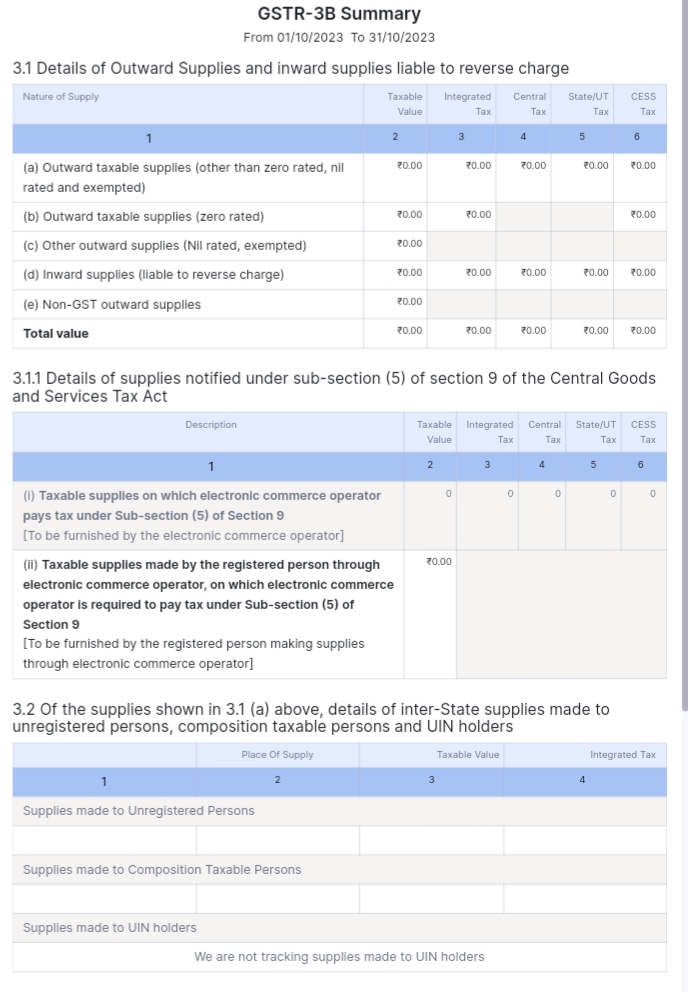 GSTR-3B Summary
From 01/10/2023 To 31/10/2023
3.1 Details of Outward Supplies and inward supplies liable to reverse charge
Nature of Supply Taxable Value Integrated Tax Central Tax State/UT Tax CESS Tax
1 2 3 4 5 6
(a) Outward taxable supplies (other than zero rated, nil ₹0.00 ₹0.00 ₹0.00 ₹0.00 ₹0.00
rated and exempted)
(b) Outward taxable supplies (zero rated) ₹0.00 ₹0.00 ₹0.00
(c) Other outward supplies (Nil rated, exempted) ₹0.00
(d) Inward supplies (liable to reverse charge) ₹0.00 ₹0.00 ₹0.00 ₹0.00 ₹0.00
(e) Non-GST outward supplies ₹0.00
Total value ₹0.00 ₹0.00 ₹0.00 ₹0.00 ₹0.00
3.1.1 Details of supplies notified under sub-section (5) of section 9 of the Central Goods
and Services Tax Act
Description Taxable Value Integrated Tax Central Tax State/UT Tax CESS Tax
1 2 3 4 5 6
(i) Taxable supplies on which electronic commerce operator 0 0 0 0 0
pays tax under Sub-section (5) of Section 9
[To be furnished by the electronic commerce operator]
(ii) Taxable supplies made by the registered person through ₹0.00
electronic commerce operator, on which electronic commerce
operator is required to pay tax under Sub-section (5) of
Section 9
[To be furnished by the registered person making supplies
through electronic commerce operator]
3.2 Of the supplies shown in 3.1 (a) above, details of inter-State supplies made to
unregistered persons, composition taxable persons and UIN holders
Place Of Supply Taxable Value Integrated Tax
1 2 3 4
Supplies made to Unregistered Persons
Supplies made to Composition Taxable Persons
Supplies made to UIN holders
We are not tracking supplies made to UIN holders